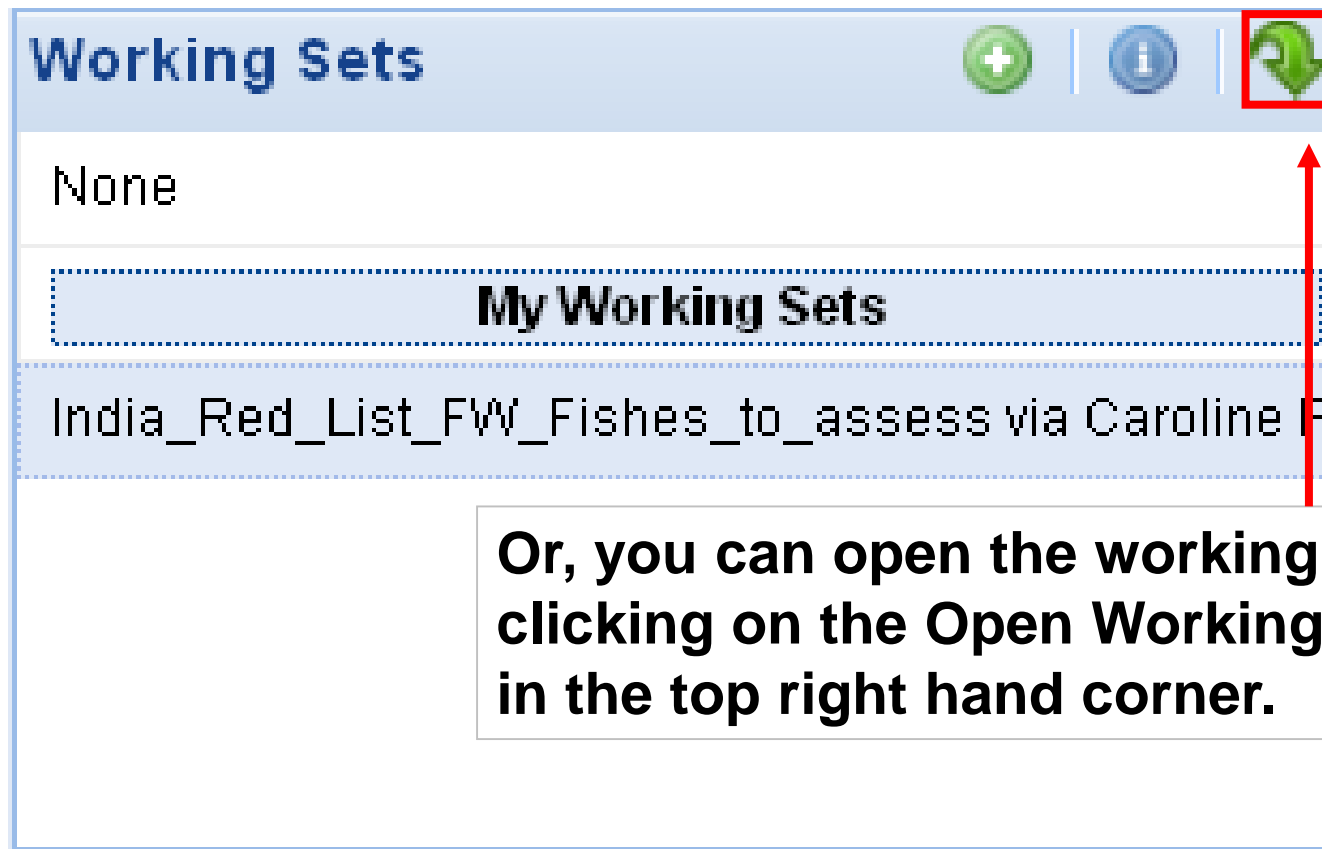 Working Sets
None
My Working Sets
India_Red_List_FW_Fishes_to_assess via Caroline
Or, you can open the working
clicking on the Open Working
in the top right hand corner.